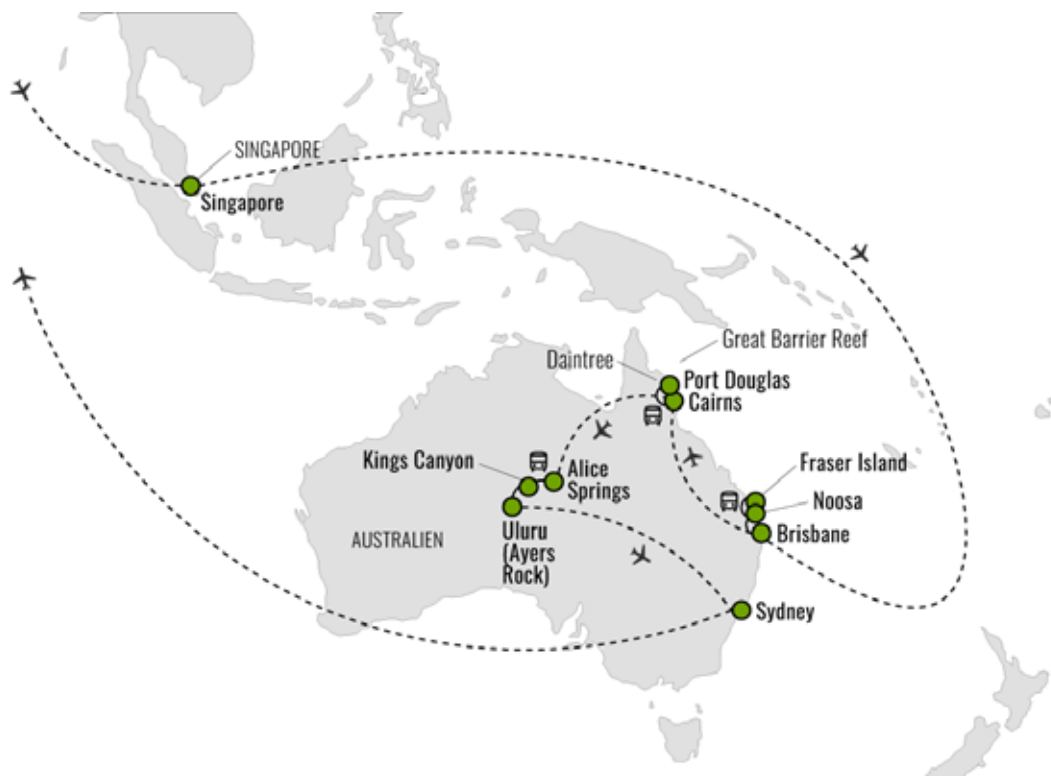 SINGAPORE
Singapore
Great Barrier Reef
Daintree
Port Douglas
Cairns
Kings Canyon
Alice
Springs
Fraser Island
Noosa
Uluru
(Ayers
Rock)
AUSTRALIEN
Brisbane
Sydney